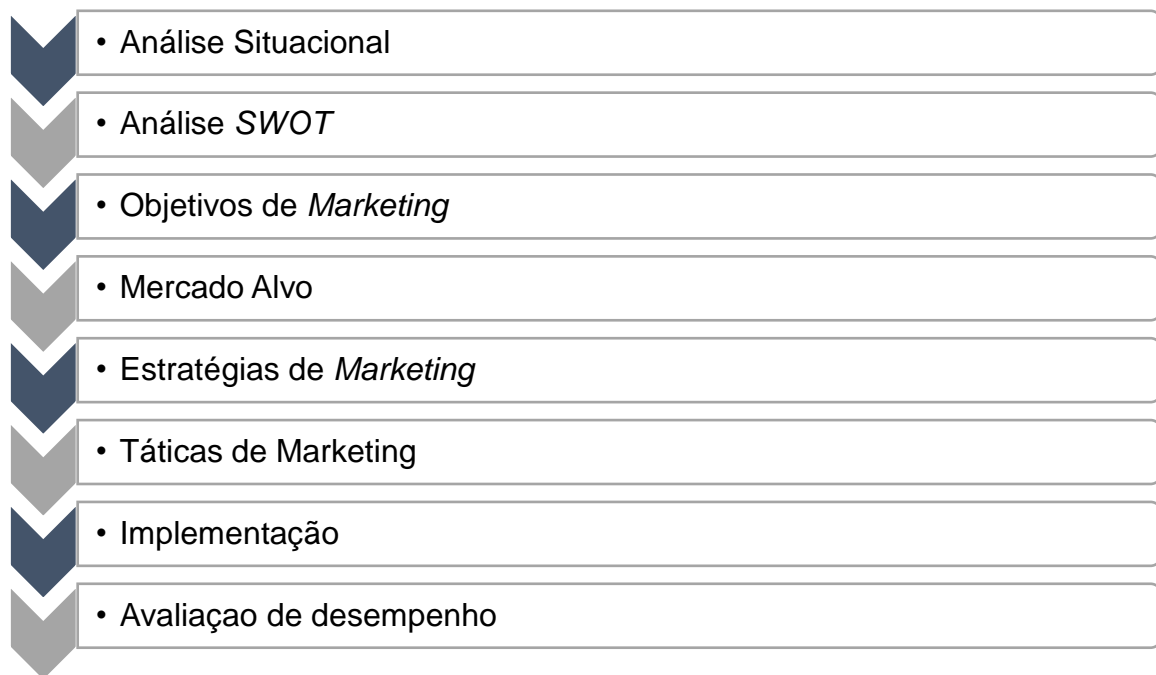 • Análise Situacional
• Análise SWOT
• Objetivos de Marketing
• Mercado Alvo
• Estratégias de Marketing
• Táticas de Marketing
• Implementação
• Avaliaçao de desempenho